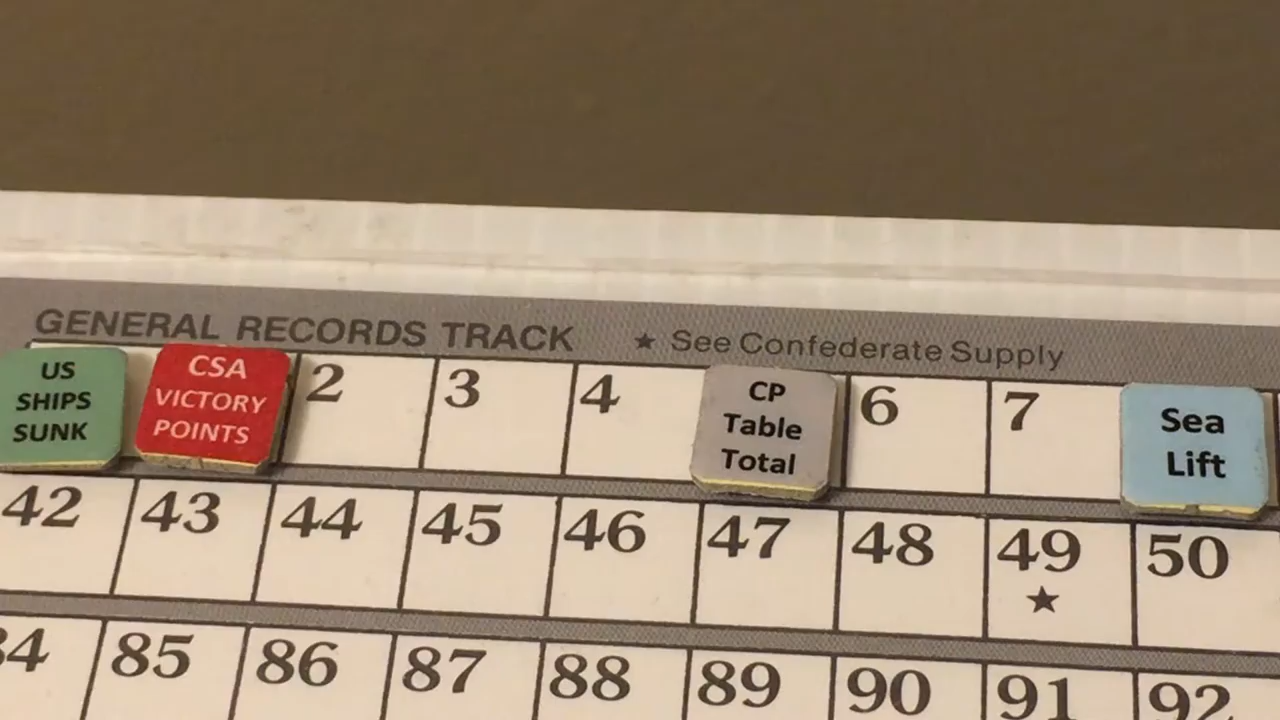 GENERAL RECORDS TRACK ★ See Confederate Supply
US
SHIPS
SUNK
CSA
VICTORY
POINTS
2 3 4
CP
Table
Total
6 7
Sea
Lift
42 43 44 45 46 47 48 49 50
★
84 85 86 87 88 89 90 91 92